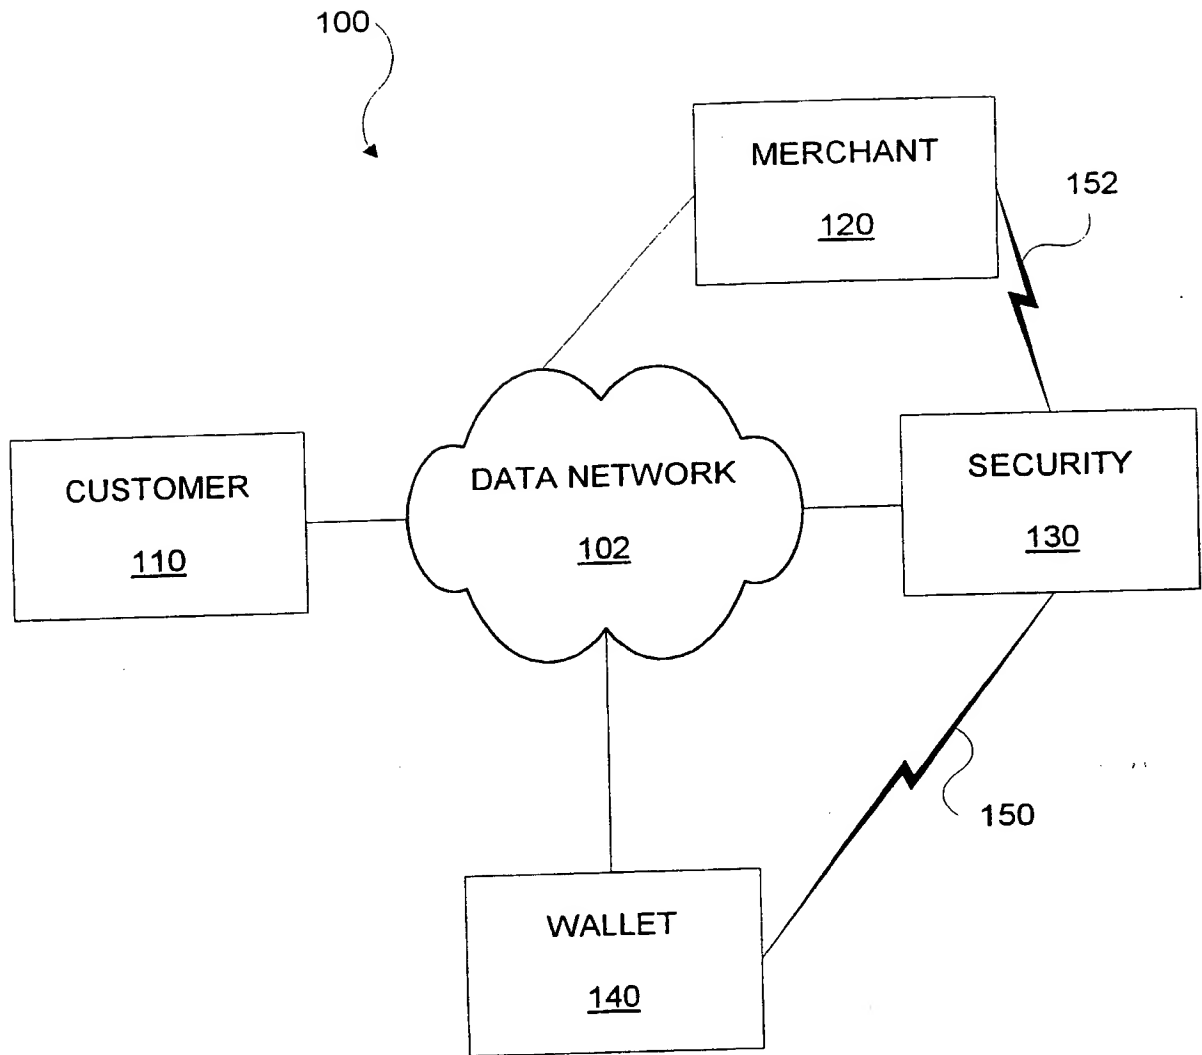 100
MERCHANT
120
152
CUSTOMER
110
DATA NETWORK
102
SECURITY
130
150
WALLET
140